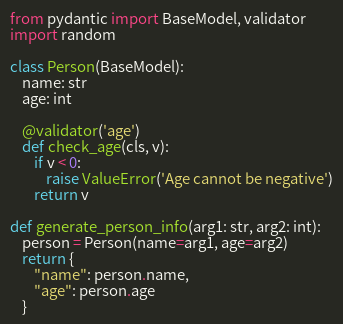 from pydantic import BaseModel, validator
import random

class Person(BaseModel):
    name: str
    age: int

    @validator('age')
    def check_age(cls, v):
        if v < 0:
            raise ValueError('Age cannot be negative')
        return v

def generate_person_info(arg1: str, arg2: int):
    person = Person(name=arg1, age=arg2)
    return {
        "name": person.name,
        "age": person.age
    }